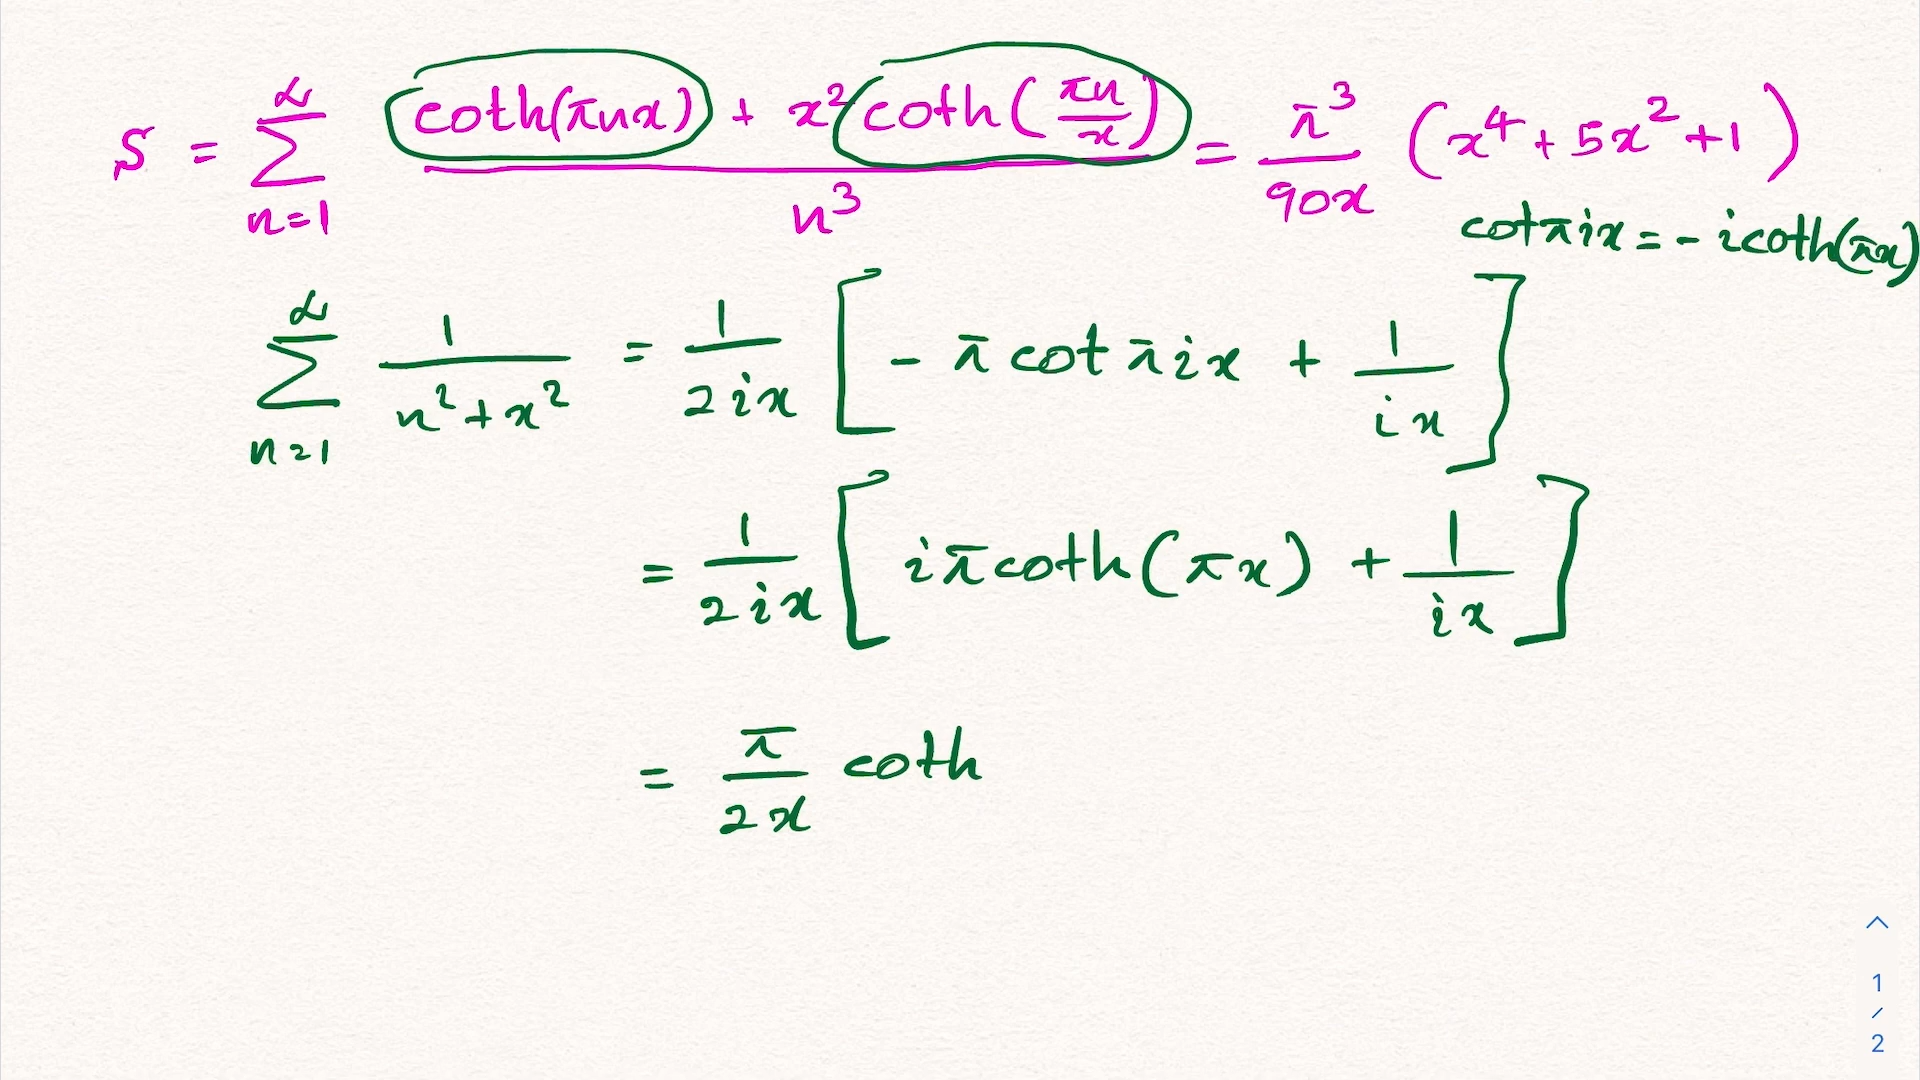 S = ∑_{n=1}^{∝} (coth(πnx) + x² coth(πn/x)) / n³ = π³/(90x) (x⁴ + 5x² + 1)
cot πix = - i coth(πx)
∑_{n=1}^{∝} 1/(n² + x²) = 1/(2ix) [ - π cot πix + 1/(ix) ]
= 1/(2ix) [ iπ coth(πx) + 1/(ix) ]
= π/(2x) coth
1
/
2